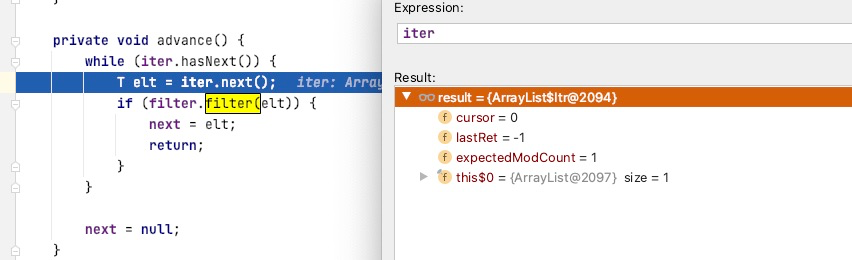 private void advance() {
while (iter.hasNext()) {
T elt = iter.next(); iter: Array
if (filter.filter(elt)) {
next = elt;
return;
}
}
next = null;
}
Expression:
iter
Result:
result = {ArrayList$Itr@2094}
cursor = 0
lastRet = -1
expectedModCount = 1
this$0 = {ArrayList@2097} size = 1